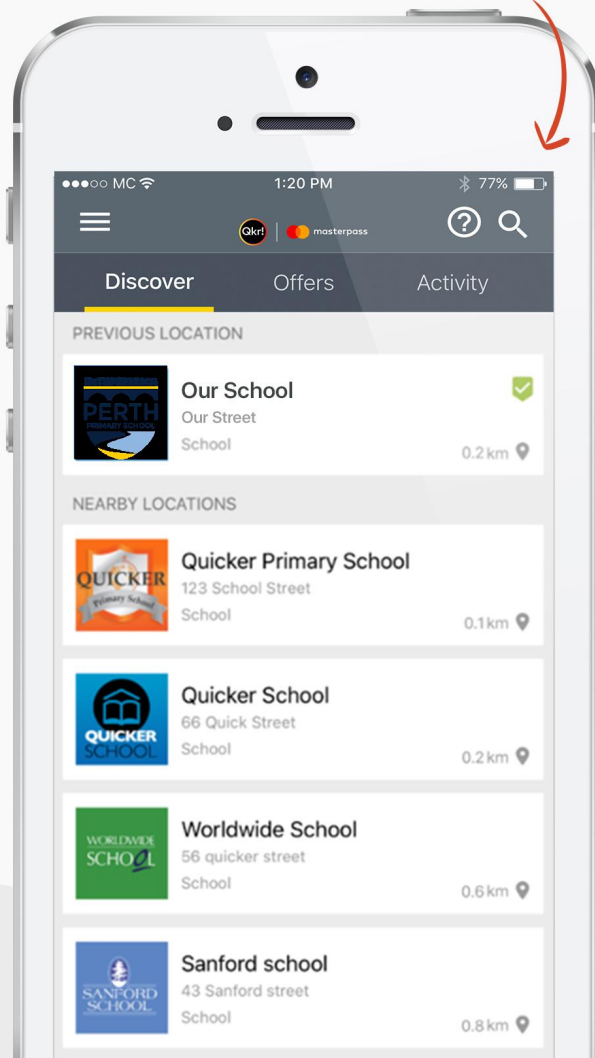 MC
1:20 PM
77%
Qkr!
masterpass
Discover
Offers
Activity
PREVIOUS LOCATION
PERTH
PRIMARY SCHOOL
Our School
Our Street
School
0.2 km
NEARBY LOCATIONS
QUICKER
Primary School
Quicker Primary School
123 School Street
School
0.1 km
QUICKER
SCHOOL
Quicker School
66 Quick Street
School
0.2 km
WORLDWIDE
SCHOOL
Worldwide School
56 quicker street
School
0.6 km
SANFORD
SCHOOL
Sanford school
43 Sanford street
School
0.8 km